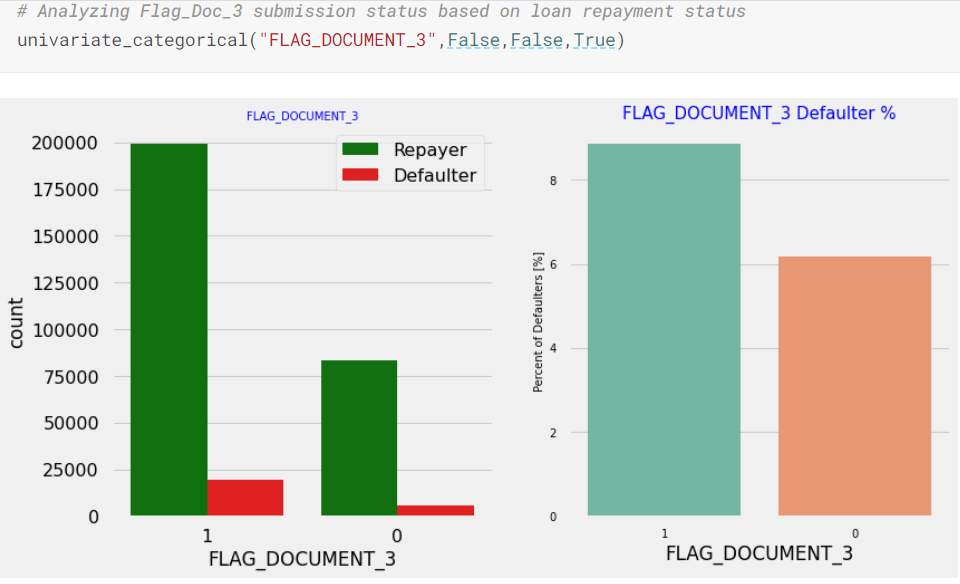 # Analyzing Flag_Doc_3 submission status based on loan repayment status
univariate_categorical("FLAG_DOCUMENT_3",False,False,True)
FLAG_DOCUMENT_3
Repayer
Defaulter
200000
175000
150000
125000
100000
75000
50000
25000
0
count
1
0
FLAG_DOCUMENT_3
FLAG_DOCUMENT_3 Defaulter %
8
6
4
2
0
Percent of Defaulters [%]
1
0
FLAG_DOCUMENT_3